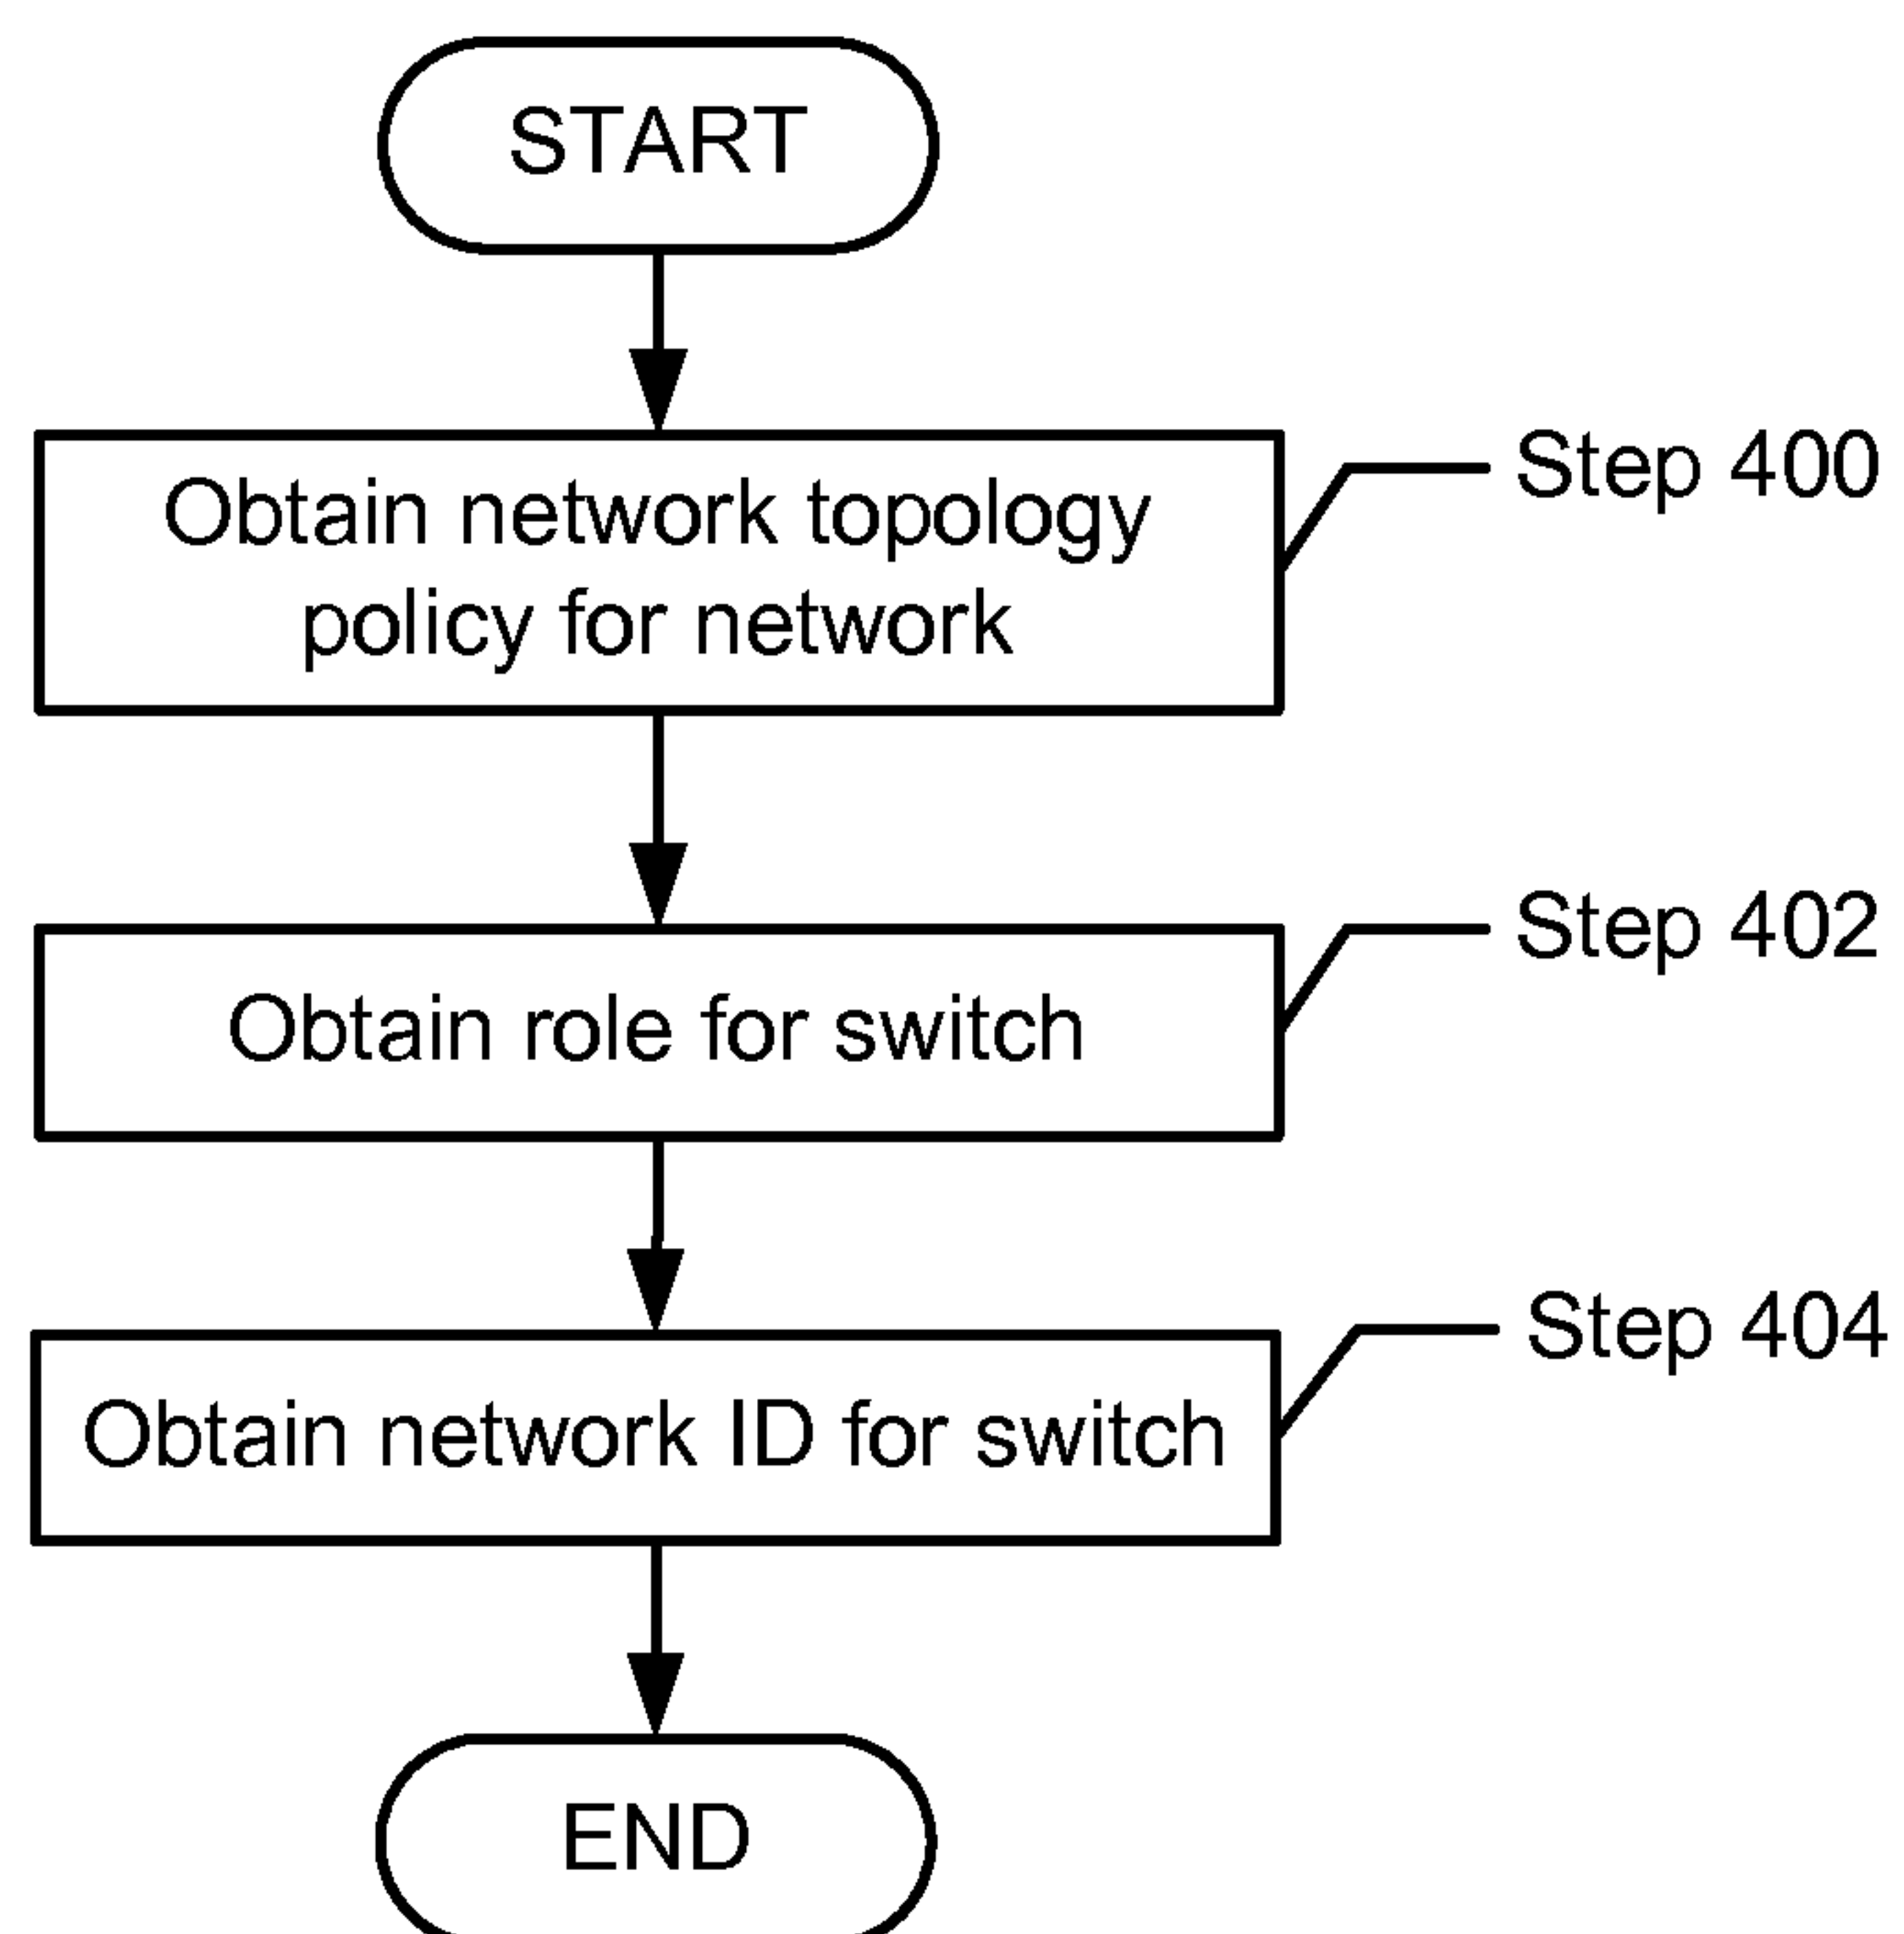 START
Obtain network topology
policy for network
Step 400
Obtain role for switch
Step 402
Obtain network ID for switch
Step 404
END